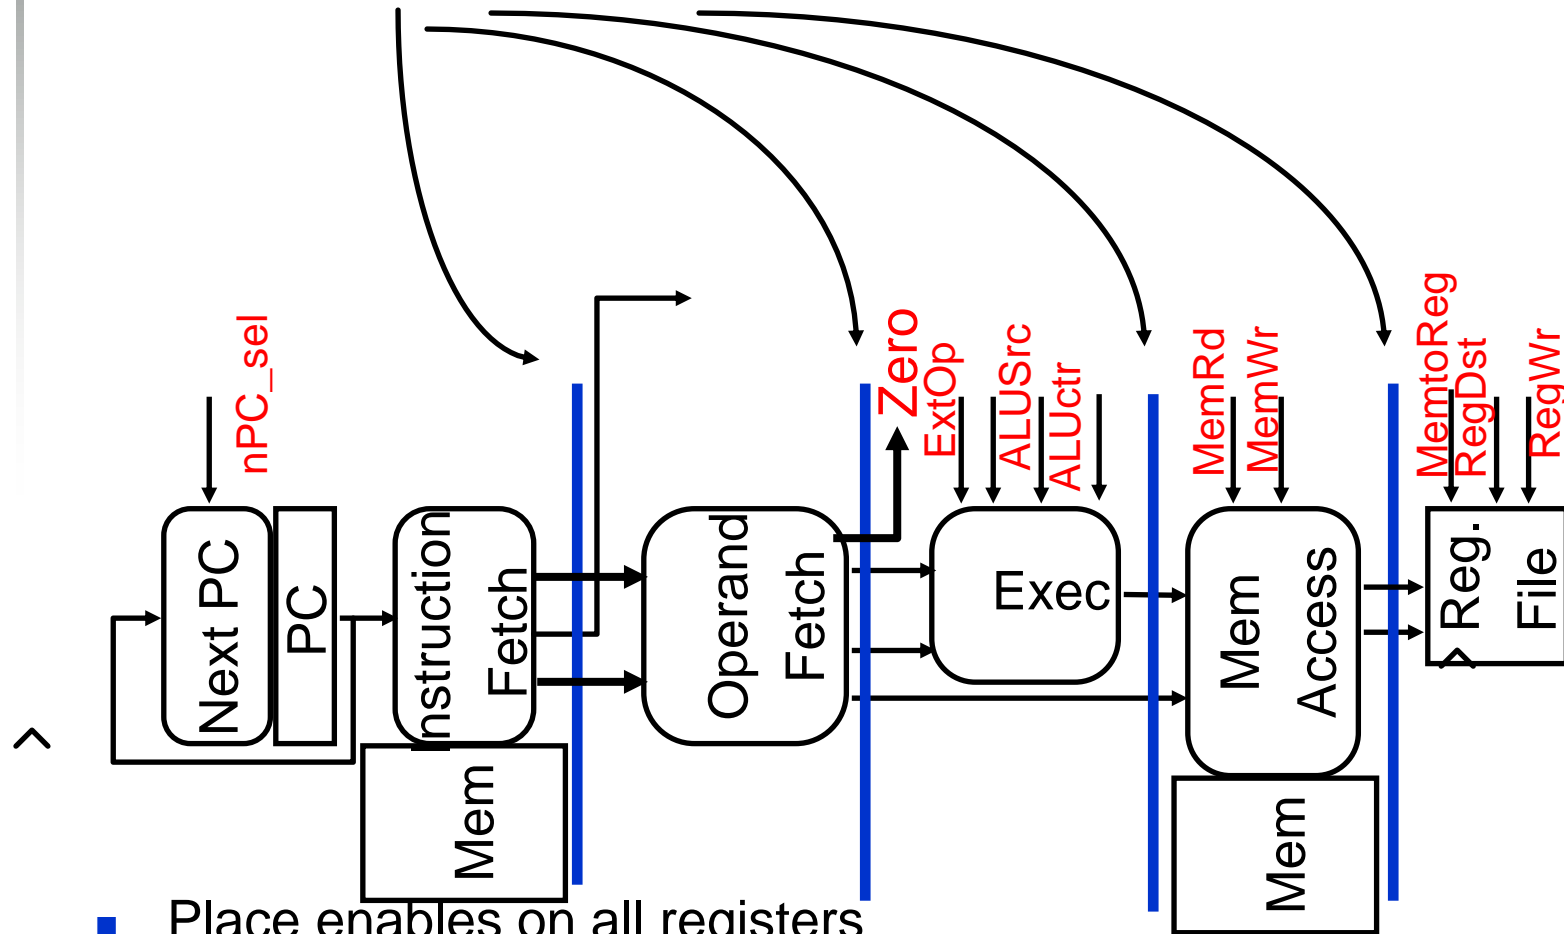 nPC_sel
Next PC
PC
nstruction
Fetch
Mem
Operand
Fetch
Zero
ExtOp
ALUSrc
ALUctr
Exec
MemRd
MemWr
Mem
Access
Mem
MemtoReg
RegDst
RegWr
Reg.
File
Place enables on all registers